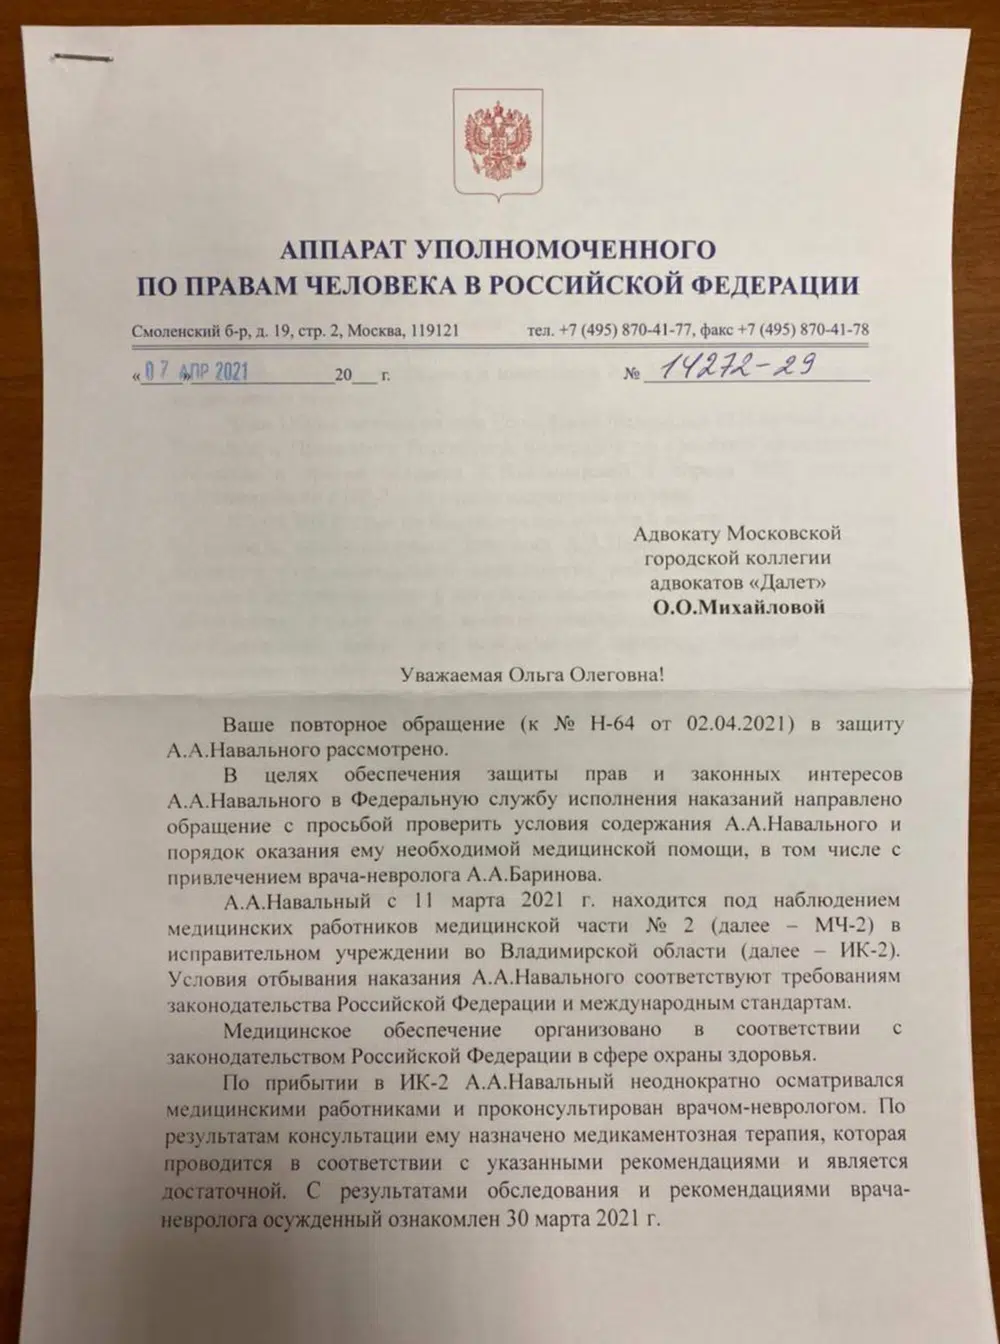 АППАРАТ УПОЛНОМОЧЕННОГО
ПО ПРАВАМ ЧЕЛОВЕКА В РОССИЙСКОЙ ФЕДЕРАЦИИ
Смоленский б-р, д. 19, стр. 2, Москва, 119121 тел. +7 (495) 870-41-77, факс +7 (495) 870-41-78
«07» АПР 2021 20___ г. № 14272-29
Адвокату Московской
городской коллегии
адвокатов «Далет»
О.О.Михайловой
Уважаемая Ольга Олеговна!
Ваше повторное обращение (к № Н-64 от 02.04.2021) в защиту
А.А.Навального рассмотрено.
В целях обеспечения защиты прав и законных интересов
А.А.Навального в Федеральную службу исполнения наказаний направлено
обращение с просьбой проверить условия содержания А.А.Навального и
порядок оказания ему необходимой медицинской помощи, в том числе с
привлечением врача-невролога А.А.Баринова.
А.А.Навальный с 11 марта 2021 г. находится под наблюдением
медицинских работников медицинской части № 2 (далее – МЧ-2) в
исправительном учреждении во Владимирской области (далее – ИК-2).
Условия отбывания наказания А.А.Навального соответствуют требованиям
законодательства Российской Федерации и международным стандартам.
Медицинское обеспечение организовано в соответствии с
законодательством Российской Федерации в сфере охраны здоровья.
По прибытии в ИК-2 А.А.Навальный неоднократно осматривался
медицинскими работниками и проконсультирован врачом-неврологом. По
результатам консультации ему назначено медикаментозная терапия, которая
проводится в соответствии с указанными рекомендациями и является
достаточной. С результатами обследования и рекомендациями врача-
невролога осужденный ознакомлен 30 марта 2021 г.